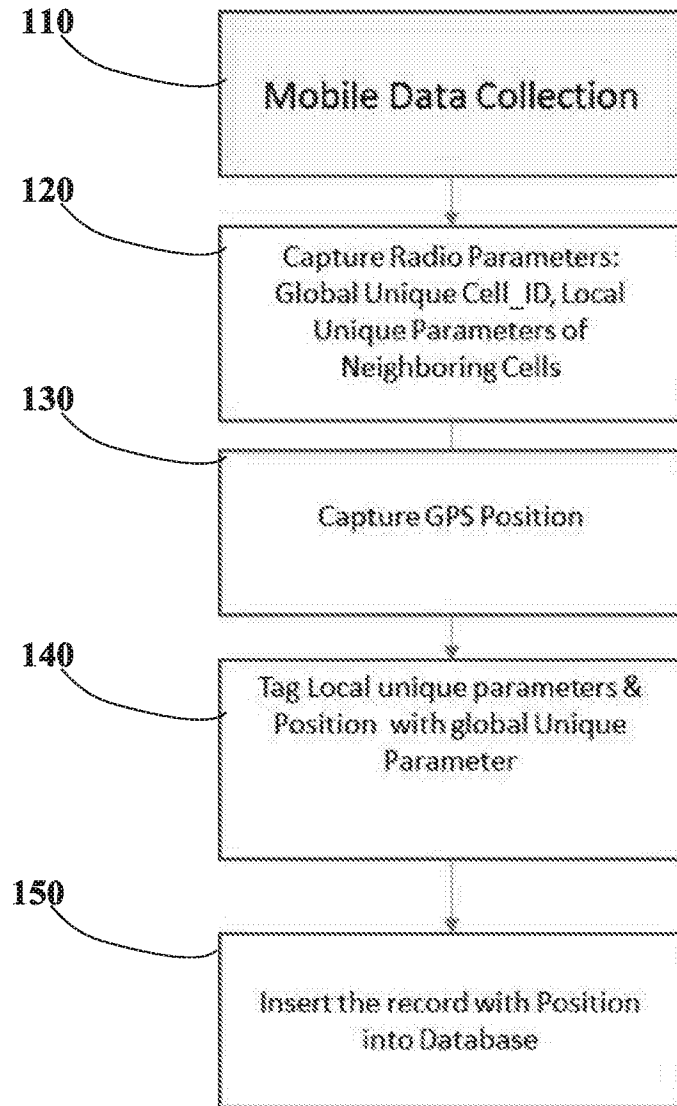 110
Mobile Data Collection
120
Capture Radio Parameters:
Global Unique Cell_ID, Local
Unique Parameters of
Neighboring Cells
130
Capture GPS Position
140
Tag Local unique parameters &
Position with global Unique
Parameter
150
Insert the record with Position
into Database